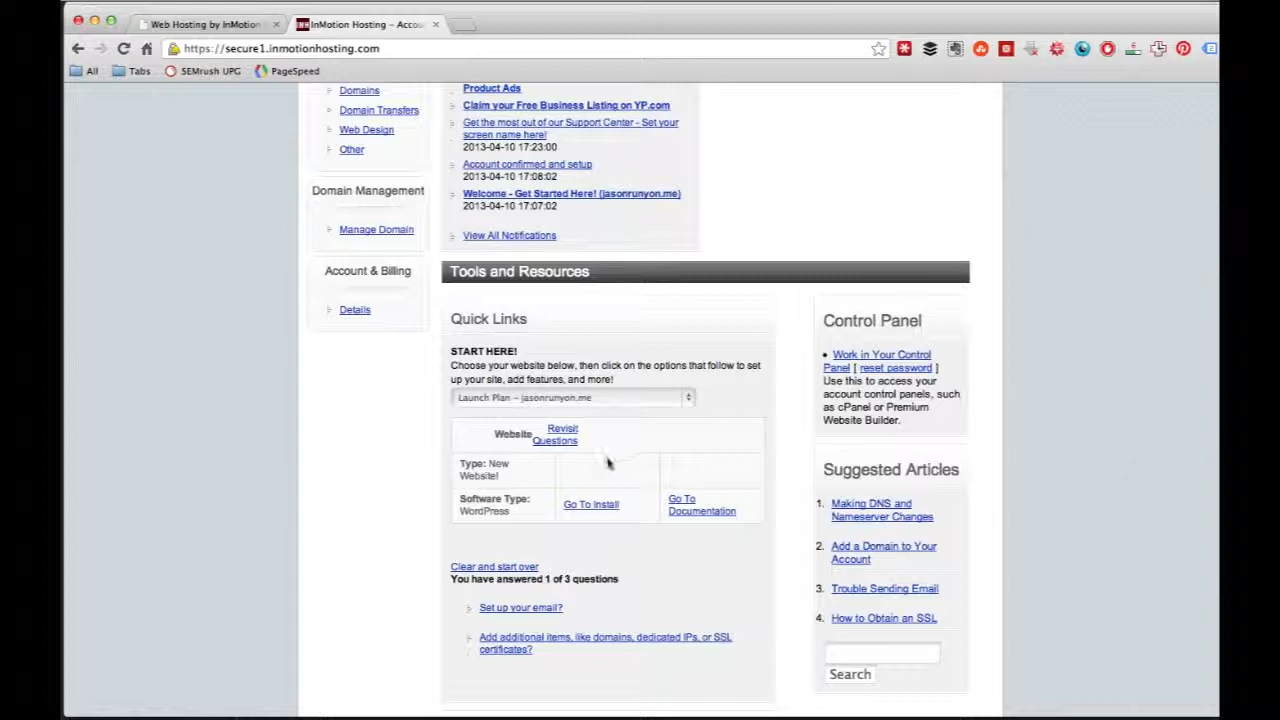 Web Hosting by InMotion
InMotion Hosting – Accou
https://secure1.inmotionhosting.com
All
Tabs
SEMrush UPG
PageSpeed
Domains
Domain Transfers
Web Design
Other
Domain Management
Manage Domain
Account & Billing
Details
Product Ads
Claim your Free Business Listing on YP.com
Get the most out of our Support Center - Set your
screen name here!
2013-04-10 17:23:00
Account confirmed and setup
2013-04-10 17:08:02
Welcome - Get Started Here! (jasonrunyon.me)
2013-04-10 17:07:02
View All Notifications
Tools and Resources
Quick Links
START HERE!
Choose your website below, then click on the options that follow to set
up your site, add features, and more!
Launch Plan – jasonrunyon.me
Website Revisit
Questions
Type: New
Website!
Software Type:
WordPress
Go To Install
Go To
Documentation
Clear and start over
You have answered 1 of 3 questions
Set up your email?
Add additional items, like domains, dedicated IPs, or SSL
certificates?
Control Panel
• Work in Your Control
Panel [ reset password ]
Use this to access your
account control panels, such
as cPanel or Premium
Website Builder.
Suggested Articles
1. Making DNS and
Nameserver Changes
2. Add a Domain to Your
Account
3. Trouble Sending Email
4. How to Obtain an SSL
Search